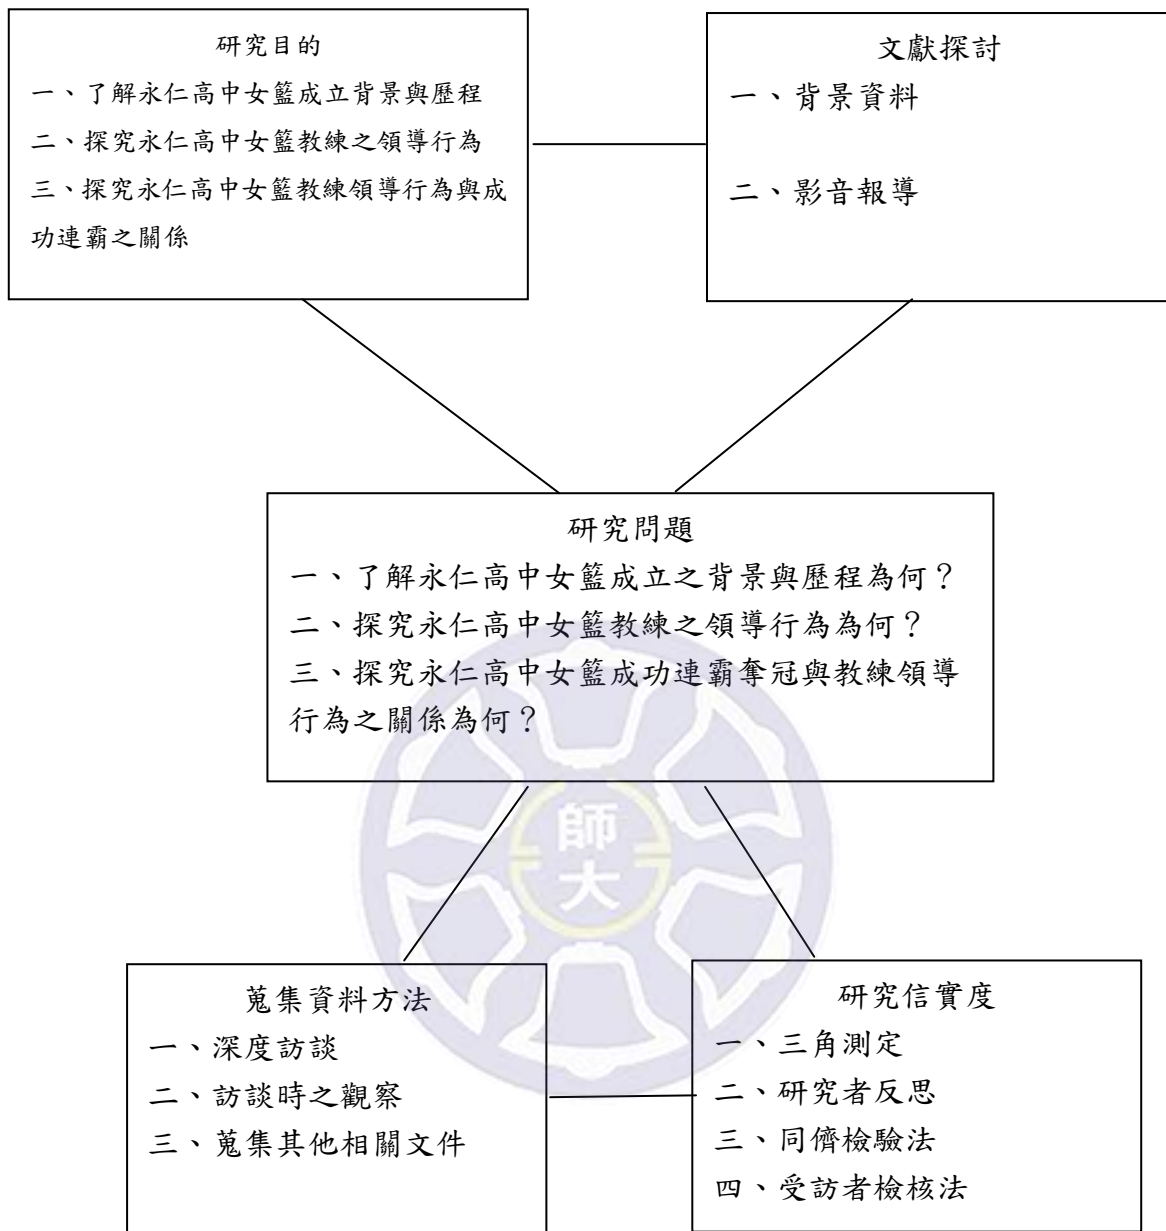 研究目的
一、了解永仁高中女籃成立背景與歷程
二、探究永仁高中女籃教練之領導行為
三、探究永仁高中女籃教練領導行為與成
功連霸之關係
文獻探討
一、背景資料
二、影音報導
研究問題
一、了解永仁高中女籃成立之背景與歷程為何？
二、探究永仁高中女籃教練之領導行為為何？
三、探究永仁高中女籃成功連霸奪冠與教練領導
行為之關係為何？
師
大
蒐集資料方法
一、深度訪談
二、訪談時之觀察
三、蒐集其他相關文件
研究信實度
一、三角測定
二、研究者反思
三、同儕檢驗法
四、受訪者檢核法